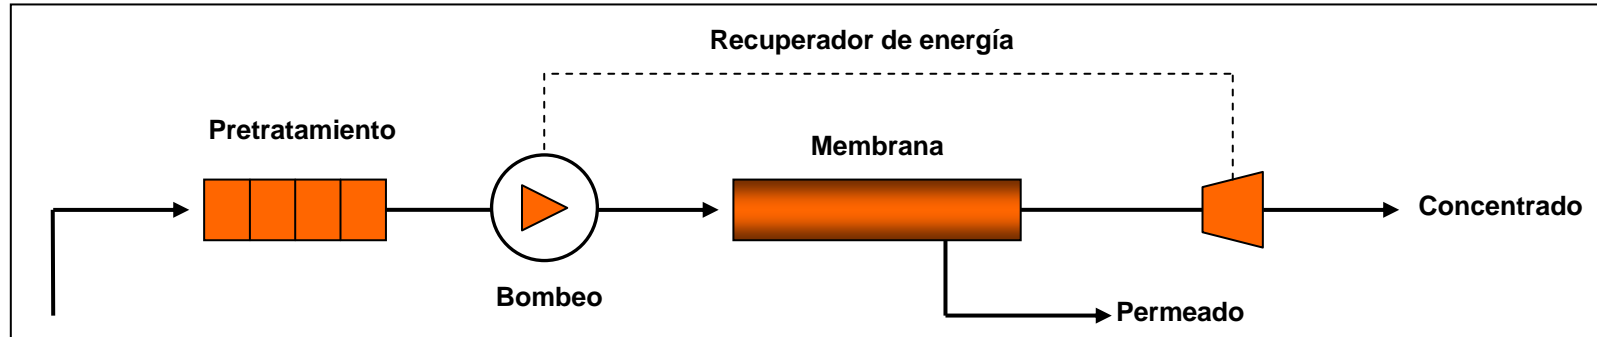 Recuperador de energía
Pretratamiento
Membrana
Concentrado
Bombeo
Permeado